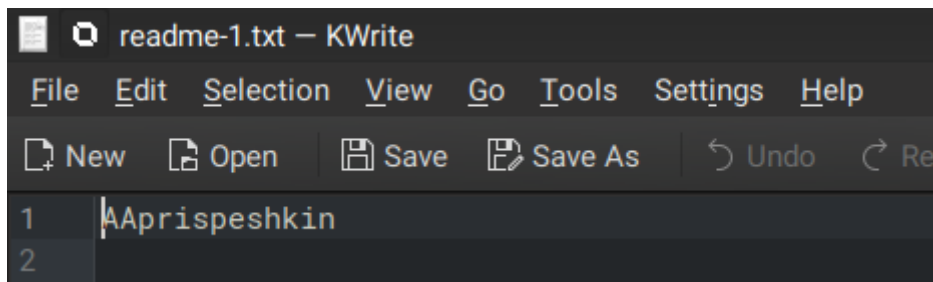 readme-1.txt — KWrite
File Edit Selection View Go Tools Settings Help
New Open Save Save As Undo
1 AAprispeshkin
2